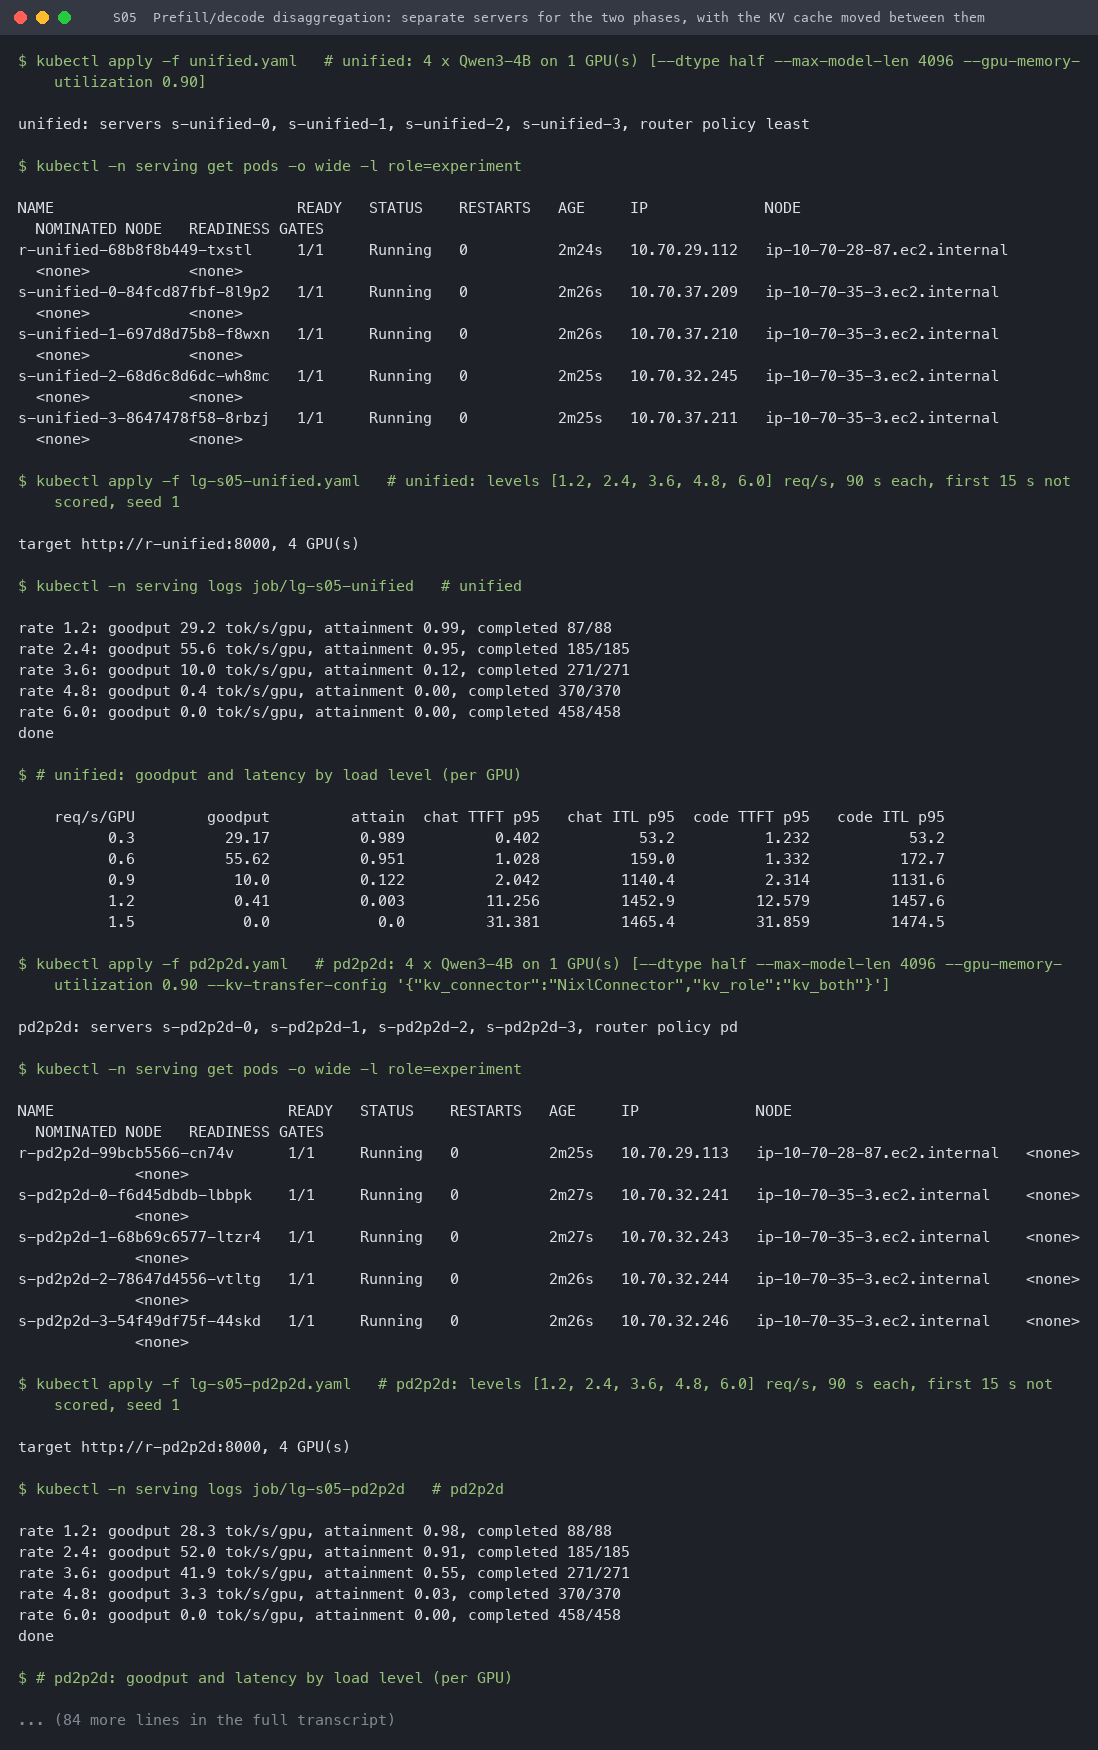 S05  Prefill/decode disaggregation: separate servers for the two phases, with the KV cache moved between them
$ kubectl apply -f unified.yaml   # unified: 4 x Qwen3-4B on 1 GPU(s) [--dtype half --max-model-len 4096 --gpu-memory-
    utilization 0.90]
unified: servers s-unified-0, s-unified-1, s-unified-2, s-unified-3, router policy least
$ kubectl -n serving get pods -o wide -l role=experiment
NAME                           READY   STATUS    RESTARTS   AGE     IP             NODE
  NOMINATED NODE   READINESS GATES
r-unified-68b8f8b449-txstl     1/1     Running   0          2m24s   10.70.29.112   ip-10-70-28-87.ec2.internal
  <none>           <none>
s-unified-0-84fcd87fbf-8l9p2   1/1     Running   0          2m26s   10.70.37.209   ip-10-70-35-3.ec2.internal
  <none>           <none>
s-unified-1-697d8d75b8-f8wxn   1/1     Running   0          2m26s   10.70.37.210   ip-10-70-35-3.ec2.internal
  <none>           <none>
s-unified-2-68d6c8d6dc-wh8mc   1/1     Running   0          2m25s   10.70.32.245   ip-10-70-35-3.ec2.internal
  <none>           <none>
s-unified-3-8647478f58-8rbzj   1/1     Running   0          2m25s   10.70.37.211   ip-10-70-35-3.ec2.internal
  <none>           <none>
$ kubectl apply -f lg-s05-unified.yaml   # unified: levels [1.2, 2.4, 3.6, 4.8, 6.0] req/s, 90 s each, first 15 s not
    scored, seed 1
target http://r-unified:8000, 4 GPU(s)
$ kubectl -n serving logs job/lg-s05-unified   # unified
rate 1.2: goodput 29.2 tok/s/gpu, attainment 0.99, completed 87/88
rate 2.4: goodput 55.6 tok/s/gpu, attainment 0.95, completed 185/185
rate 3.6: goodput 10.0 tok/s/gpu, attainment 0.12, completed 271/271
rate 4.8: goodput 0.4 tok/s/gpu, attainment 0.00, completed 370/370
rate 6.0: goodput 0.0 tok/s/gpu, attainment 0.00, completed 458/458
done
$ # unified: goodput and latency by load level (per GPU)
    req/s/GPU        goodput         attain  chat TTFT p95   chat ITL p95  code TTFT p95   code ITL p95
          0.3          29.17          0.989          0.402           53.2          1.232           53.2
          0.6          55.62          0.951          1.028          159.0          1.332          172.7
          0.9           10.0          0.122          2.042         1140.4          2.314         1131.6
          1.2           0.41          0.003         11.256         1452.9         12.579         1457.6
          1.5            0.0            0.0         31.381         1465.4         31.859         1474.5
$ kubectl apply -f pd2p2d.yaml   # pd2p2d: 4 x Qwen3-4B on 1 GPU(s) [--dtype half --max-model-len 4096 --gpu-memory-
    utilization 0.90 --kv-transfer-config '{"kv_connector":"NixlConnector","kv_role":"kv_both"}']
pd2p2d: servers s-pd2p2d-0, s-pd2p2d-1, s-pd2p2d-2, s-pd2p2d-3, router policy pd
$ kubectl -n serving get pods -o wide -l role=experiment
NAME                          READY   STATUS    RESTARTS   AGE     IP             NODE
  NOMINATED NODE   READINESS GATES
r-pd2p2d-99bcb5566-cn74v      1/1     Running   0          2m25s   10.70.29.113   ip-10-70-28-87.ec2.internal   <none>
             <none>
s-pd2p2d-0-f6d45dbdb-lbbpk    1/1     Running   0          2m27s   10.70.32.241   ip-10-70-35-3.ec2.internal    <none>
             <none>
s-pd2p2d-1-68b69c6577-ltzr4   1/1     Running   0          2m27s   10.70.32.243   ip-10-70-35-3.ec2.internal    <none>
             <none>
s-pd2p2d-2-78647d4556-vtltg   1/1     Running   0          2m26s   10.70.32.244   ip-10-70-35-3.ec2.internal    <none>
             <none>
s-pd2p2d-3-54f49df75f-44skd   1/1     Running   0          2m26s   10.70.32.246   ip-10-70-35-3.ec2.internal    <none>
             <none>
$ kubectl apply -f lg-s05-pd2p2d.yaml   # pd2p2d: levels [1.2, 2.4, 3.6, 4.8, 6.0] req/s, 90 s each, first 15 s not
    scored, seed 1
target http://r-pd2p2d:8000, 4 GPU(s)
$ kubectl -n serving logs job/lg-s05-pd2p2d   # pd2p2d
rate 1.2: goodput 28.3 tok/s/gpu, attainment 0.98, completed 88/88
rate 2.4: goodput 52.0 tok/s/gpu, attainment 0.91, completed 185/185
rate 3.6: goodput 41.9 tok/s/gpu, attainment 0.55, completed 271/271
rate 4.8: goodput 3.3 tok/s/gpu, attainment 0.03, completed 370/370
rate 6.0: goodput 0.0 tok/s/gpu, attainment 0.00, completed 458/458
done
$ # pd2p2d: goodput and latency by load level (per GPU)
... (84 more lines in the full transcript)